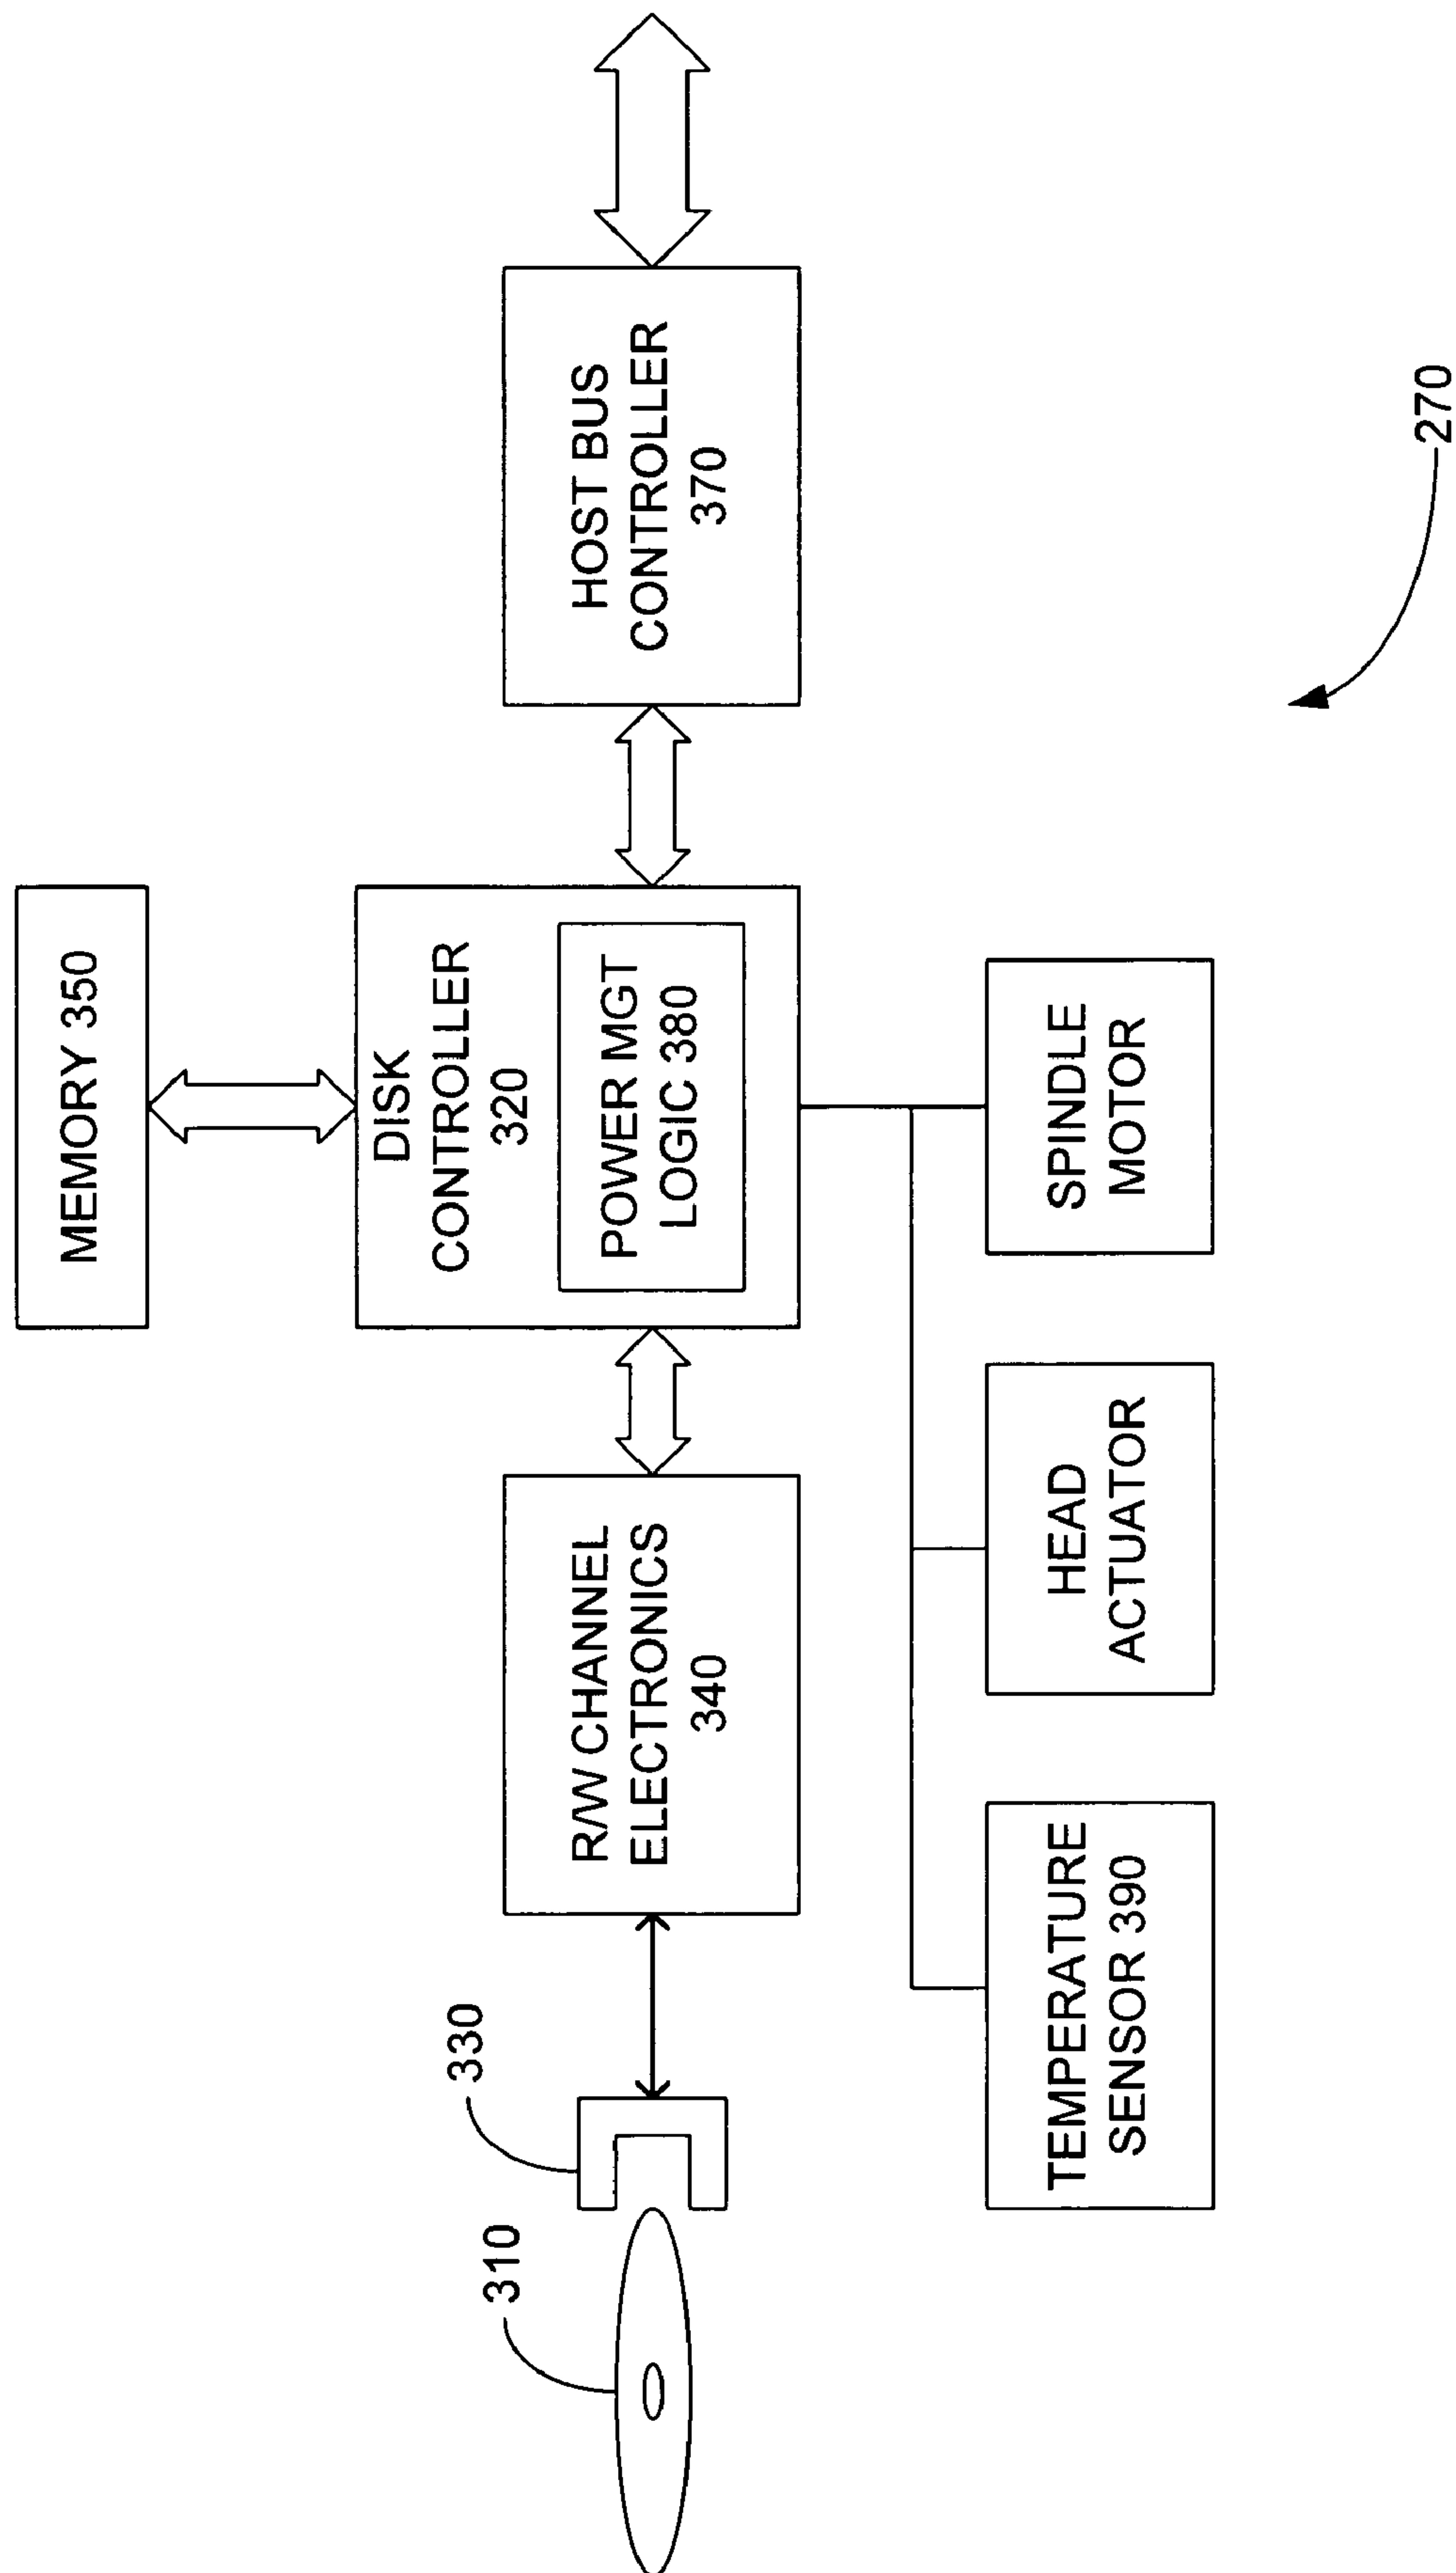 MEMORY 350
DISK
CONTROLLER
320
POWER MGT
LOGIC 380
310
330
R/W CHANNEL
ELECTRONICS
340
HOST BUS
CONTROLLER
370
TEMPERATURE
SENSOR 390
HEAD
ACTUATOR
SPINDLE
MOTOR
270